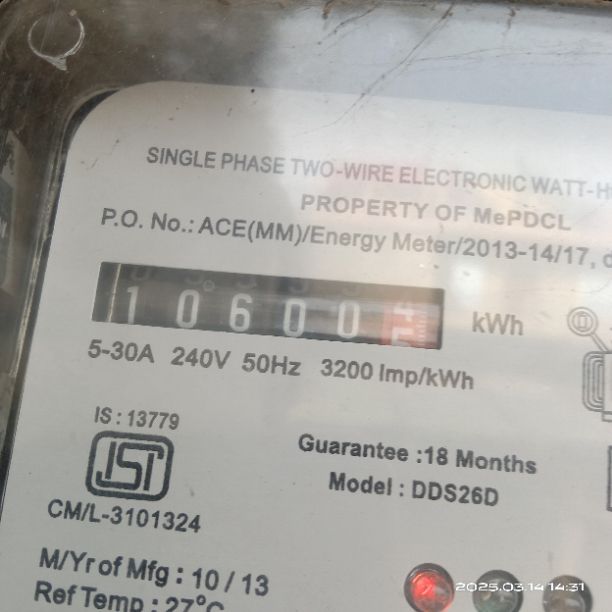 SINGLE PHASE TWO-WIRE ELECTRONIC WATT-H
PROPERTY OF MePDCL
P.O. No.: ACE(MM)/Energy Meter/2013-14/17, d
10600 kWh
5-30A 240V 50Hz 3200 Imp/kWh
IS : 13779
ISI
CM/L-3101324
Guarantee :18 Months
Model : DDS26D
M/Yr of Mfg : 10 / 13
Ref Temp : 27°C
2025.03.14 14:31